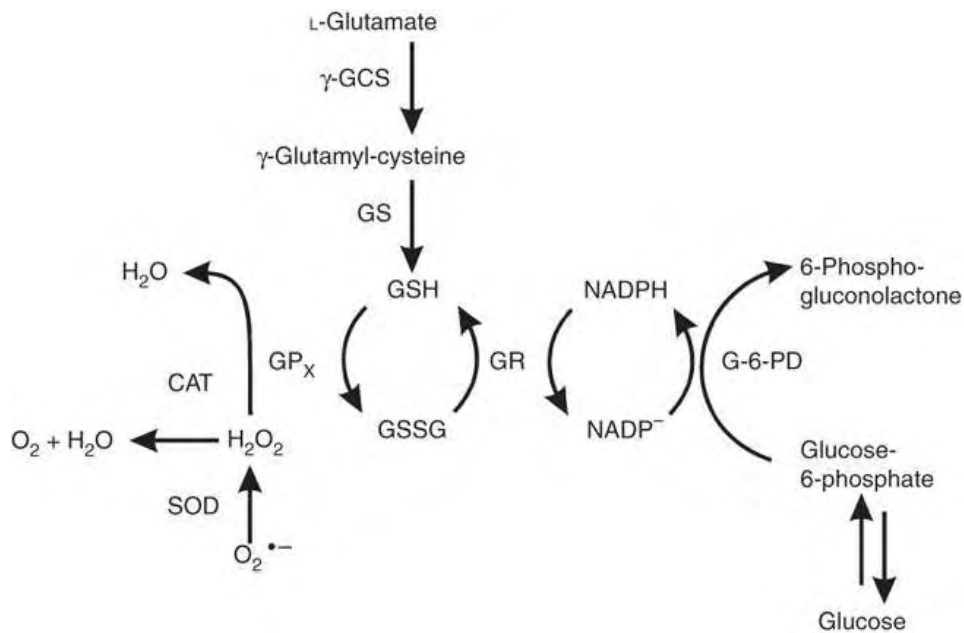 L-Glutamate
γ-GCS
γ-Glutamyl-cysteine
GS
H₂O
GSH
NADPH
6-Phospho-
gluconolactone
GPₓ
GR
G-6-PD
CAT
GSSG
NADP⁻
O₂ + H₂O
H₂O₂
Glucose-
6-phosphate
SOD
O₂•–
Glucose